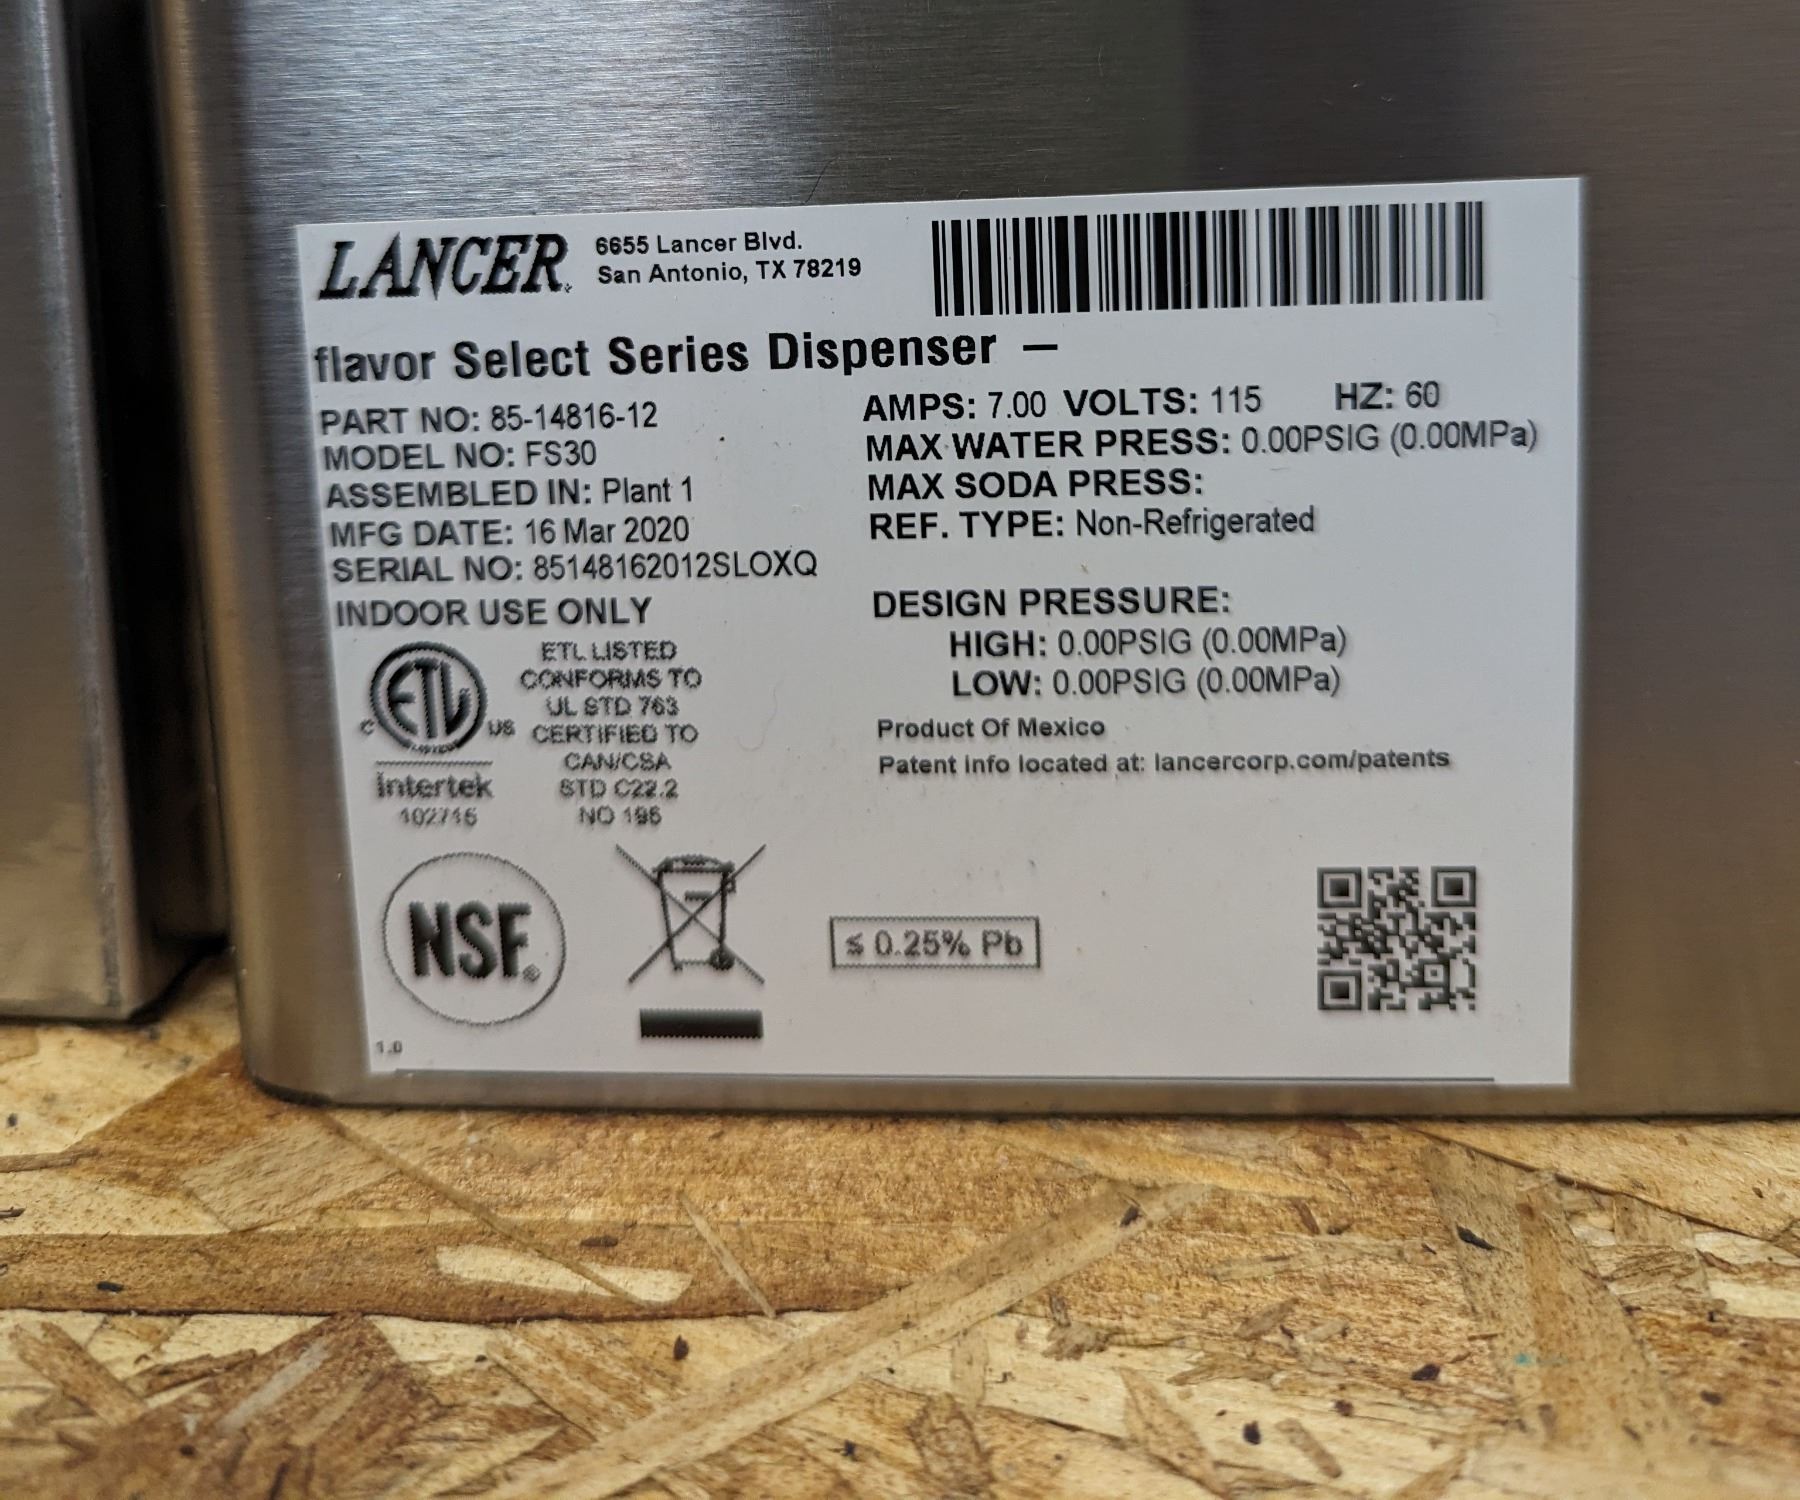 LANCER.
6655 Lancer Blvd.
San Antonio, TX 78219
flavor Select Series Dispenser —
PART NO: 85-14816-12
MODEL NO: FS30
ASSEMBLED IN: Plant 1
MFG DATE: 16 Mar 2020
SERIAL NO: 85148162012SLOXQ
INDOOR USE ONLY
AMPS: 7.00 VOLTS: 115 HZ: 60
MAX WATER PRESS: 0.00PSIG (0.00MPa)
MAX SODA PRESS:
REF. TYPE: Non-Refrigerated
DESIGN PRESSURE:
HIGH: 0.00PSIG (0.00MPa)
LOW: 0.00PSIG (0.00MPa)
Product Of Mexico
Patent info located at: lancercorp.com/patents
C ETL US
LISTED
Intertek
102716
ETL LISTED
CONFORMS TO
UL STD 763
CERTIFIED TO
CAN/CSA
STD C22.2
NO 195
NSF®
≤ 0.25% Pb
1.0